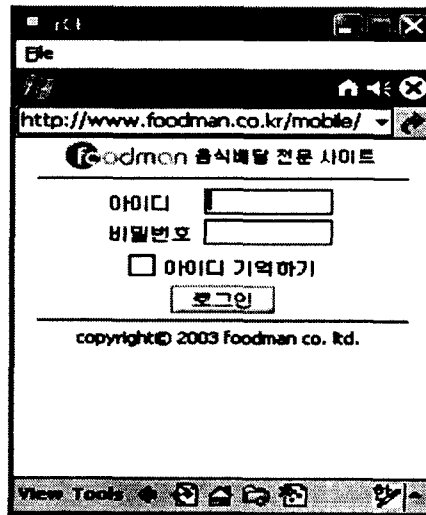 File
http://www.foodman.co.kr/mobile/
foodman 음식배달 전문 사이트
아이디
비밀번호
아이디 기억하기
로그인
copyright© 2003 foodman co. ltd.
View Tools